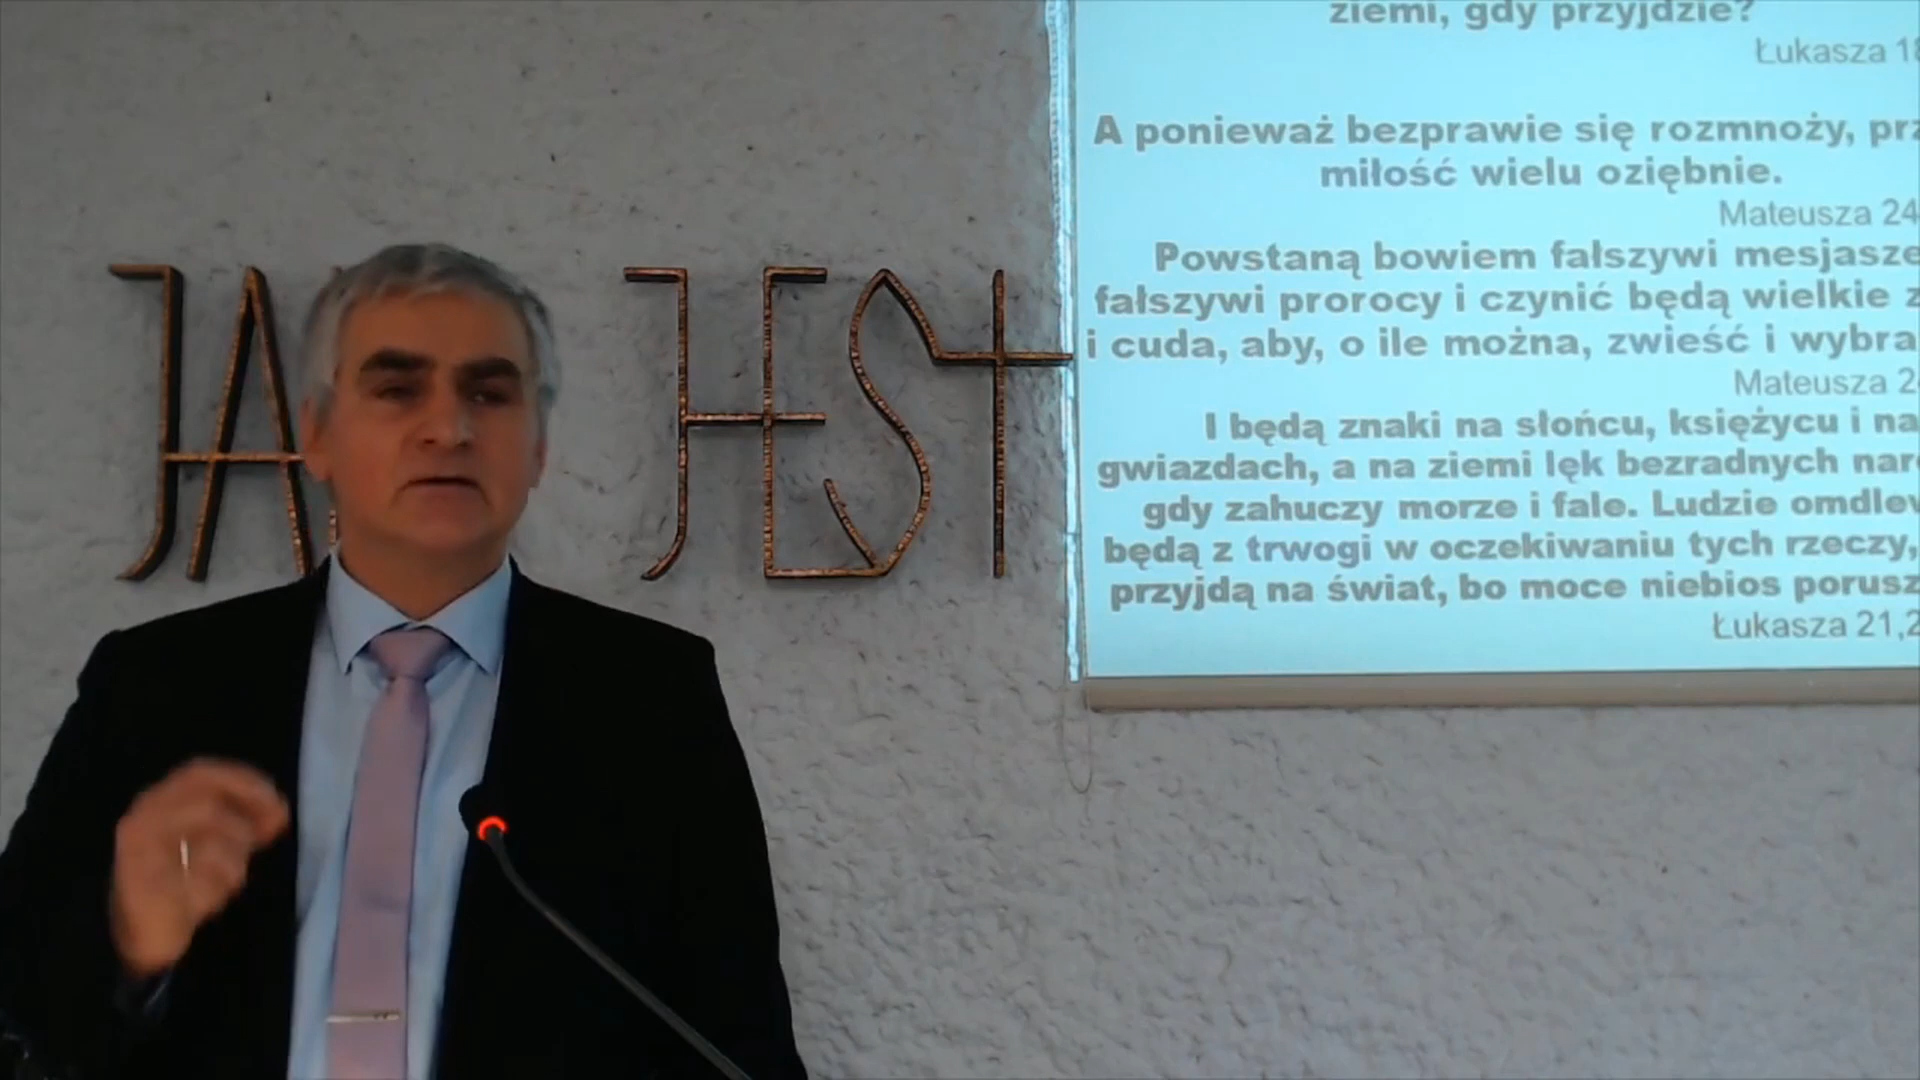 JA JEST
ziemi, gdy przyjdzie?
Łukasza 18
A ponieważ bezprawie się rozmnoży,
miłość wielu oziębnie.
Mateusza 24
Powstaną bowiem fałszywi mesjasze
fałszywi prorocy i czynić będą wielkie z
i cuda, aby, o ile można, zwieść i wybra
Mateusza 2
I będą znaki na słońcu, księżycu i na
gwiazdach, a na ziemi lęk bezradnych
gdy zahuczy morze i fale. Ludzie omdlew
będą z trwogi w oczekiwaniu tych rzeczy,
przyjdą na świat, bo moce niebios porusz
Łukasza 21,2